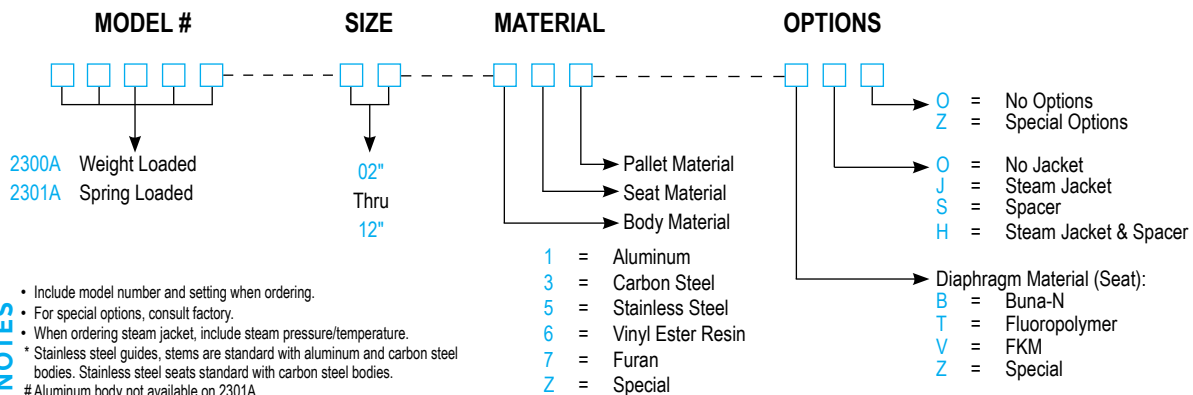 MODEL # SIZE MATERIAL OPTIONS
2300A Weight Loaded
2301A Spring Loaded
02"
Thru
12"
Pallet Material
Seat Material
Body Material
1 = Aluminum
3 = Carbon Steel
5 = Stainless Steel
6 = Vinyl Ester Resin
7 = Furan
Z = Special
O = No Options
Z = Special Options
O = No Jacket
J = Steam Jacket
S = Spacer
H = Steam Jacket & Spacer
Diaphragm Material (Seat):
B = Buna-N
T = Fluoropolymer
V = FKM
Z = Special
NOTES
• Include model number and setting when ordering.
• For special options, consult factory.
• When ordering steam jacket, include steam pressure/temperature.
* Stainless steel guides, stems are standard with aluminum and carbon steel
bodies. Stainless steel seats standard with carbon steel bodies.
# Aluminum body not available on 2301A